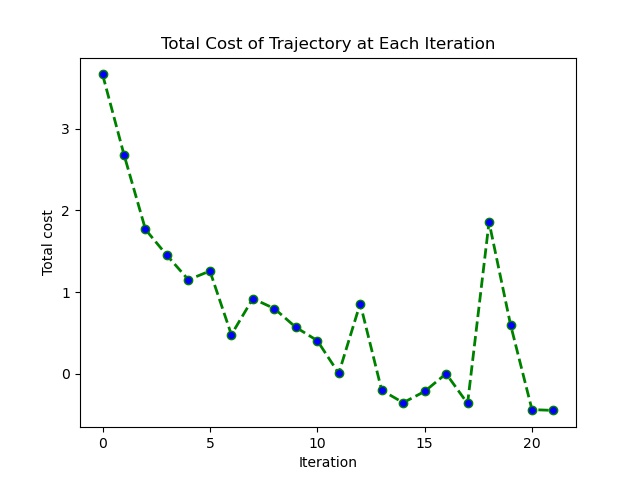 Total Cost of Trajectory at Each Iteration
Total cost
3
2
1
0
0 5 10 15 20
Iteration